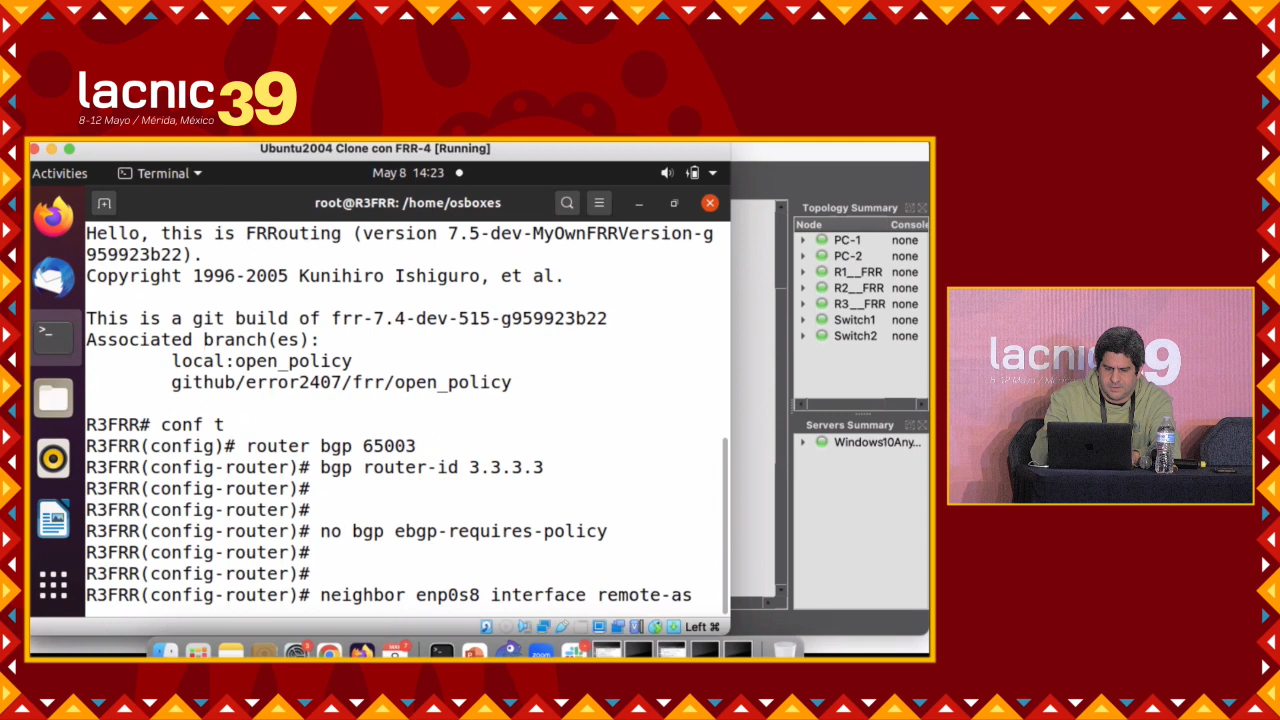 lacnic 39
8-12 Mayo / Mérida, México
Ubuntu2004 Clone con FRR-4 [Running]
Activities
Terminal
May 8 14:23
root@R3FRR: /home/osboxes
Hello, this is FRRouting (version 7.5-dev-MyOwnFRRVersion-g
959923b22).
Copyright 1996-2005 Kunihiro Ishiguro, et al.
This is a git build of frr-7.4-dev-515-g959923b22
Associated branch(es):
local:open_policy
github/error2407/frr/open_policy
R3FRR# conf t
R3FRR(config)# router bgp 65003
R3FRR(config-router)# bgp router-id 3.3.3.3
R3FRR(config-router)#
R3FRR(config-router)#
R3FRR(config-router)# no bgp ebgp-requires-policy
R3FRR(config-router)#
R3FRR(config-router)#
R3FRR(config-router)# neighbor enp0s8 interface remote-as
Left ⌘
zoom
Topology Summary
Node Console
PC-1 none
PC-2 none
R1__FRR none
R2__FRR none
R3__FRR none
Switch1 none
Switch2 none
Servers Summary
Windows10Any...
lacnic 39